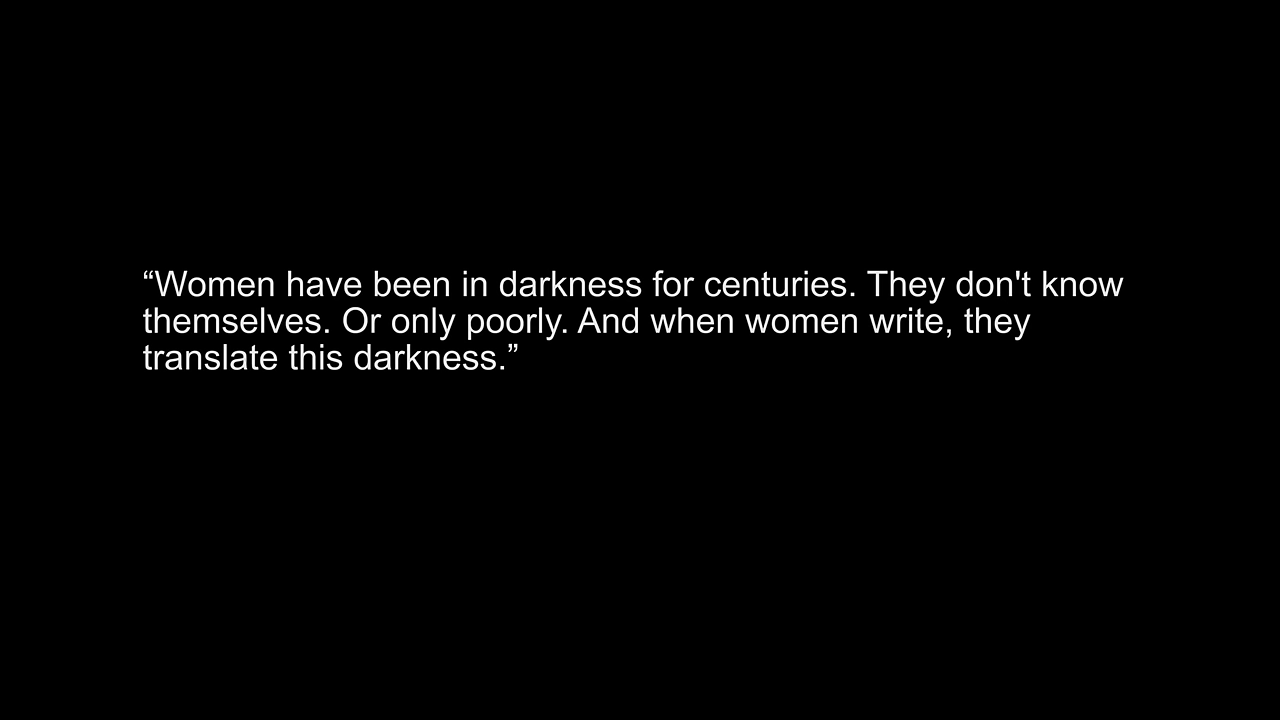 “Women have been in darkness for centuries. They don't know
themselves. Or only poorly. And when women write, they
translate this darkness.”